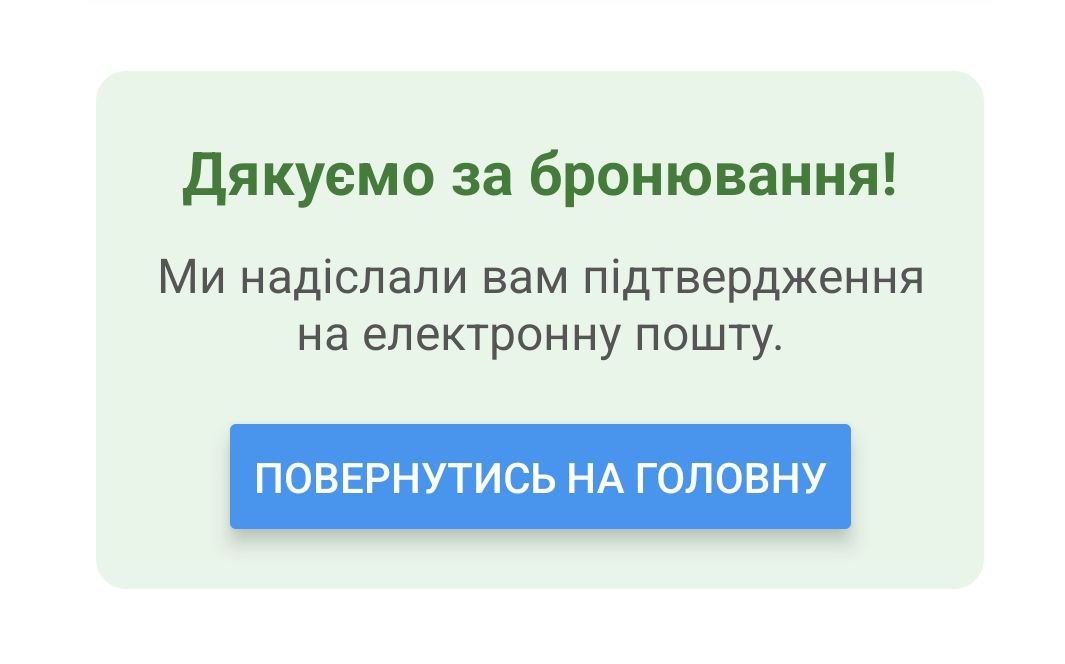 Дякуємо за бронювання!
Ми надіслали вам підтвердження
на електронну пошту.
ПОВЕРНУТИСЬ НА ГОЛОВНУ